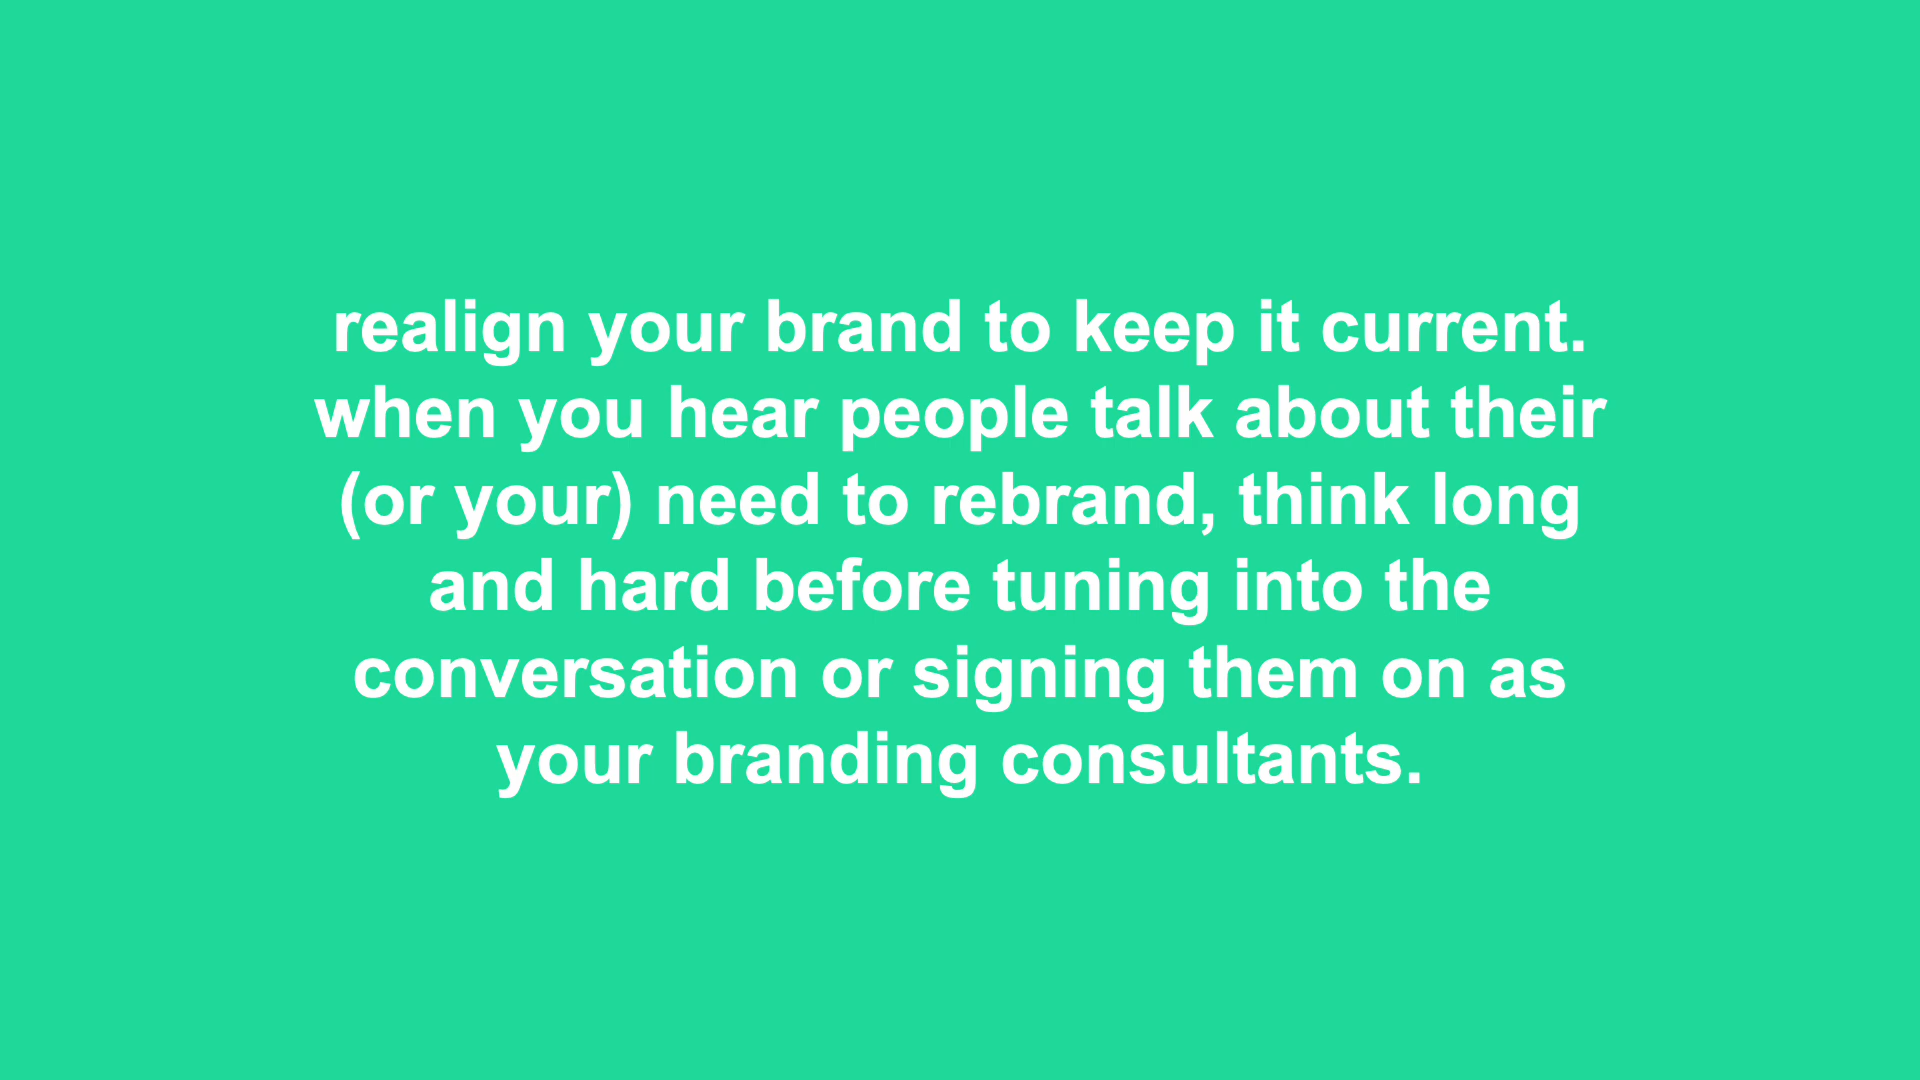 realign your brand to keep it current.
when you hear people talk about their
(or your) need to rebrand, think long
and hard before tuning into the
conversation or signing them on as
your branding consultants.